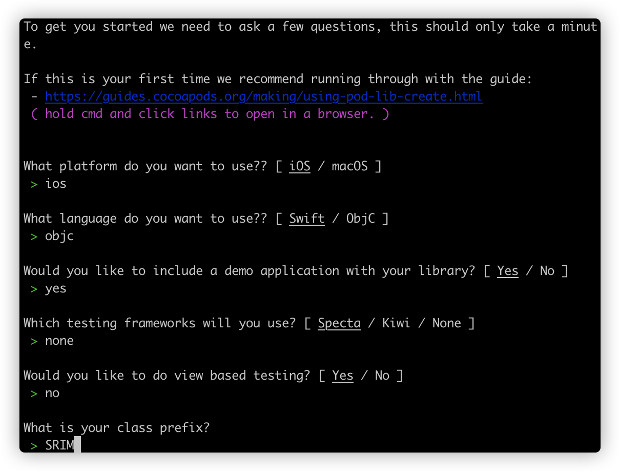 To get you started we need to ask a few questions, this should only take a minut
e.
If this is your first time we recommend running through with the guide:
- https://guides.cocoapods.org/making/using-pod-lib-create.html
( hold cmd and click links to open in a browser. )
What platform do you want to use?? [ iOS / macOS ]
> ios
What language do you want to use?? [ Swift / ObjC ]
> objc
Would you like to include a demo application with your library? [ Yes / No ]
> yes
Which testing frameworks will you use? [ Specta / Kiwi / None ]
> none
Would you like to do view based testing? [ Yes / No ]
> no
What is your class prefix?
> SRIM